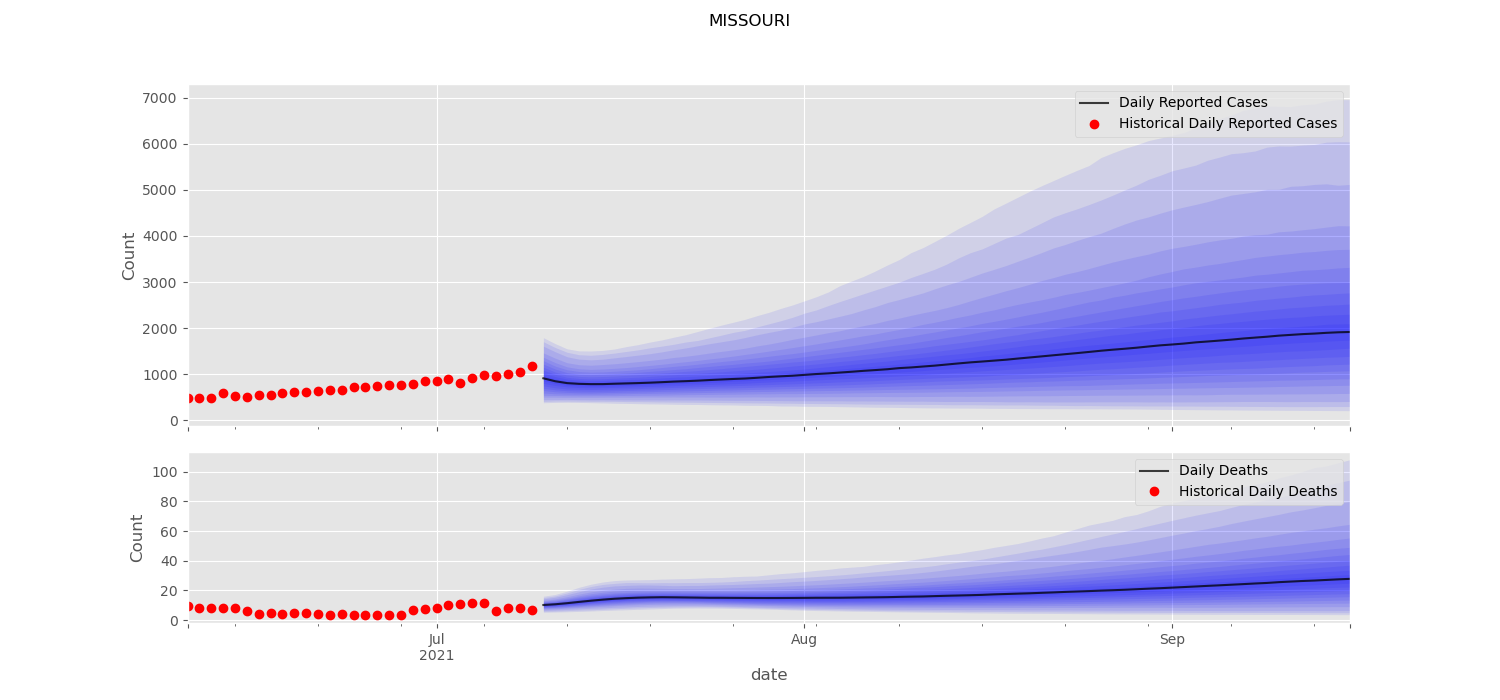 MISSOURI
7000
6000
5000
4000
3000
2000
1000
0
Count
Daily Reported Cases
Historical Daily Reported Cases
100
80
60
40
20
0
Count
Daily Deaths
Historical Daily Deaths
Jul
2021
Aug
Sep
date